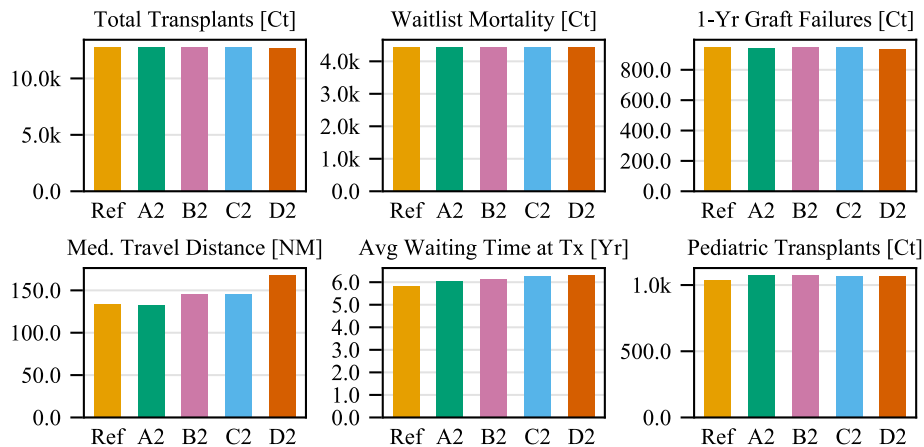 Total Transplants [Ct]
10.0k
5.0k
0.0
Ref A2 B2 C2 D2
Waitlist Mortality [Ct]
4.0k
3.0k
2.0k
1.0k
0.0
Ref A2 B2 C2 D2
1-Yr Graft Failures [Ct]
800.0
600.0
400.0
200.0
0.0
Ref A2 B2 C2 D2
Med. Travel Distance [NM]
150.0
100.0
50.0
0.0
Ref A2 B2 C2 D2
Avg Waiting Time at Tx [Yr]
6.0
5.0
4.0
3.0
2.0
1.0
0.0
Ref A2 B2 C2 D2
Pediatric Transplants [Ct]
1.0k
500.0
0.0
Ref A2 B2 C2 D2